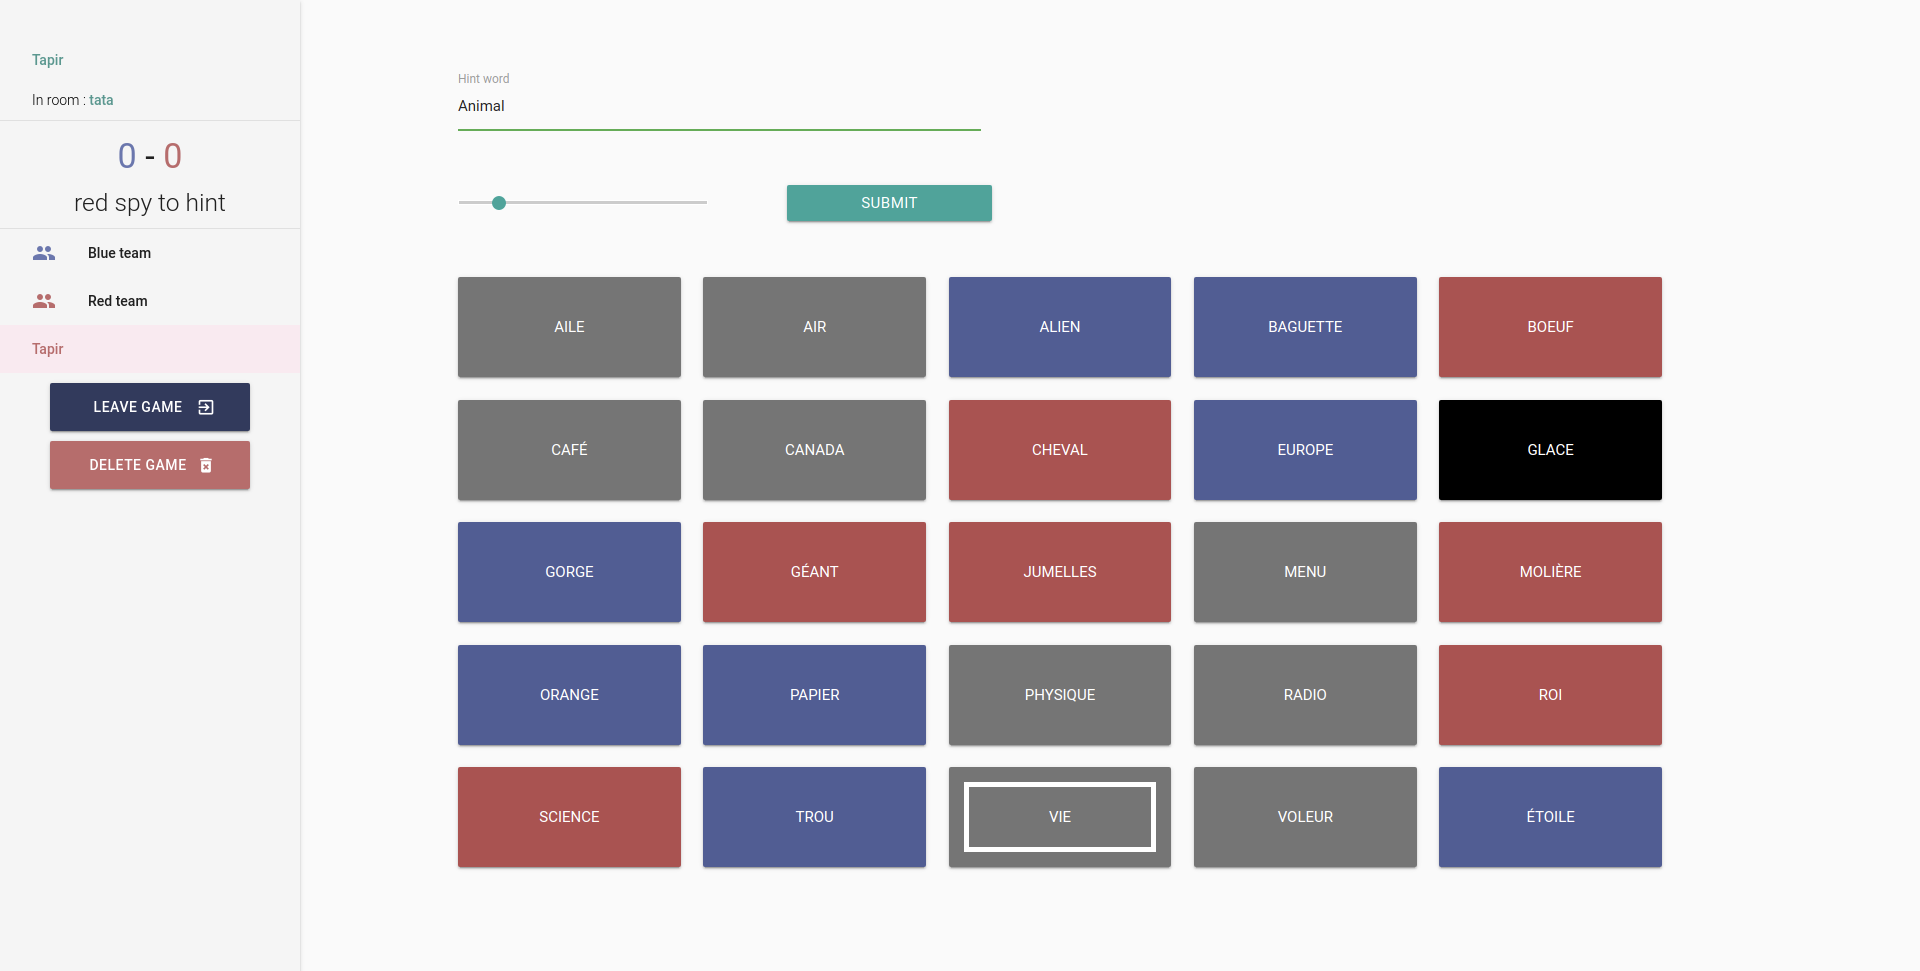 Tapir
In room : tata
0 - 0
red spy to hint
Blue team
Red team
Tapir
LEAVE GAME
DELETE GAME
Hint word
Animal
SUBMIT
AILE
AIR
ALIEN
BAGUETTE
BOEUF
CAFÉ
CANADA
CHEVAL
EUROPE
GLACE
GORGE
GÉANT
JUMELLES
MENU
MOLIÈRE
ORANGE
PAPIER
PHYSIQUE
RADIO
ROI
SCIENCE
TROU
VIE
VOLEUR
ÉTOILE